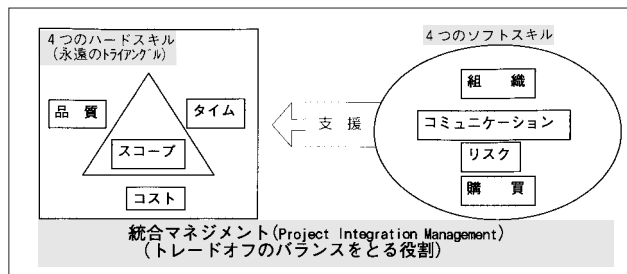 4つのハードスキル
(永遠のトライアングル)
品 質
タイム
スコープ
コスト
支 援
4つのソフトスキル
組 織
コミュニケーション
リスク
購 買
統合マネジメント(Project Integration Management)
(トレードオフのバランスをとる役割)